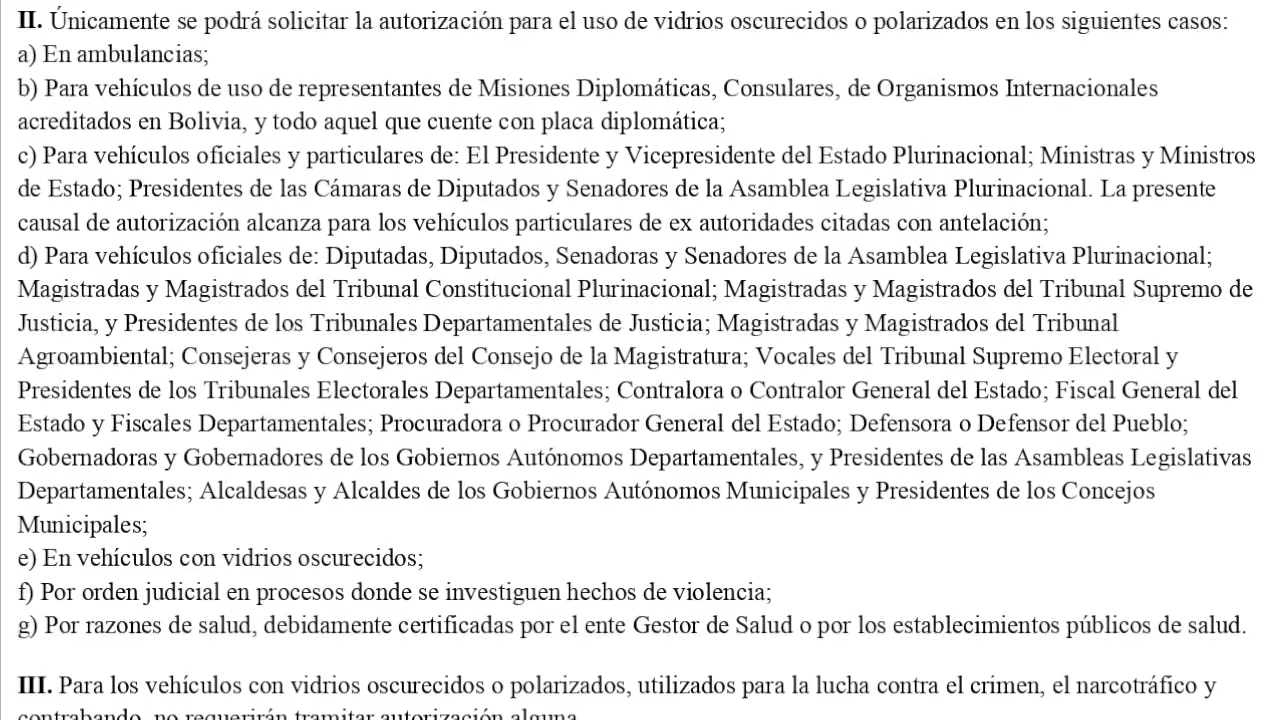 II. Únicamente se podrá solicitar la autorización para el uso de vidrios oscurecidos o polarizados en los siguientes casos:
a) En ambulancias;
b) Para vehículos de uso de representantes de Misiones Diplomáticas, Consulares, de Organismos Internacionales
acreditados en Bolivia, y todo aquel que cuente con placa diplomática;
c) Para vehículos oficiales y particulares de: El Presidente y Vicepresidente del Estado Plurinacional; Ministras y Ministros
de Estado; Presidentes de las Cámaras de Diputados y Senadores de la Asamblea Legislativa Plurinacional. La presente
causal de autorización alcanza para los vehículos particulares de ex autoridades citadas con antelación;
d) Para vehículos oficiales de: Diputadas, Diputados, Senadoras y Senadores de la Asamblea Legislativa Plurinacional;
Magistradas y Magistrados del Tribunal Constitucional Plurinacional; Magistradas y Magistrados del Tribunal Supremo de
Justicia, y Presidentes de los Tribunales Departamentales de Justicia; Magistradas y Magistrados del Tribunal
Agroambiental; Consejeras y Consejeros del Consejo de la Magistratura; Vocales del Tribunal Supremo Electoral y
Presidentes de los Tribunales Electorales Departamentales; Contralora o Contralor General del Estado; Fiscal General del
Estado y Fiscales Departamentales; Procuradora o Procurador General del Estado; Defensora o Defensor del Pueblo;
Gobernadoras y Gobernadores de los Gobiernos Autónomos Departamentales, y Presidentes de las Asambleas Legislativas
Departamentales; Alcaldesas y Alcaldes de los Gobiernos Autónomos Municipales y Presidentes de los Concejos
Municipales;
e) En vehículos con vidrios oscurecidos;
f) Por orden judicial en procesos donde se investiguen hechos de violencia;
g) Por razones de salud, debidamente certificadas por el ente Gestor de Salud o por los establecimientos públicos de salud.
III. Para los vehículos con vidrios oscurecidos o polarizados, utilizados para la lucha contra el crimen, el narcotráfico y
contrabando, no requerirán tramitar autorización alguna.